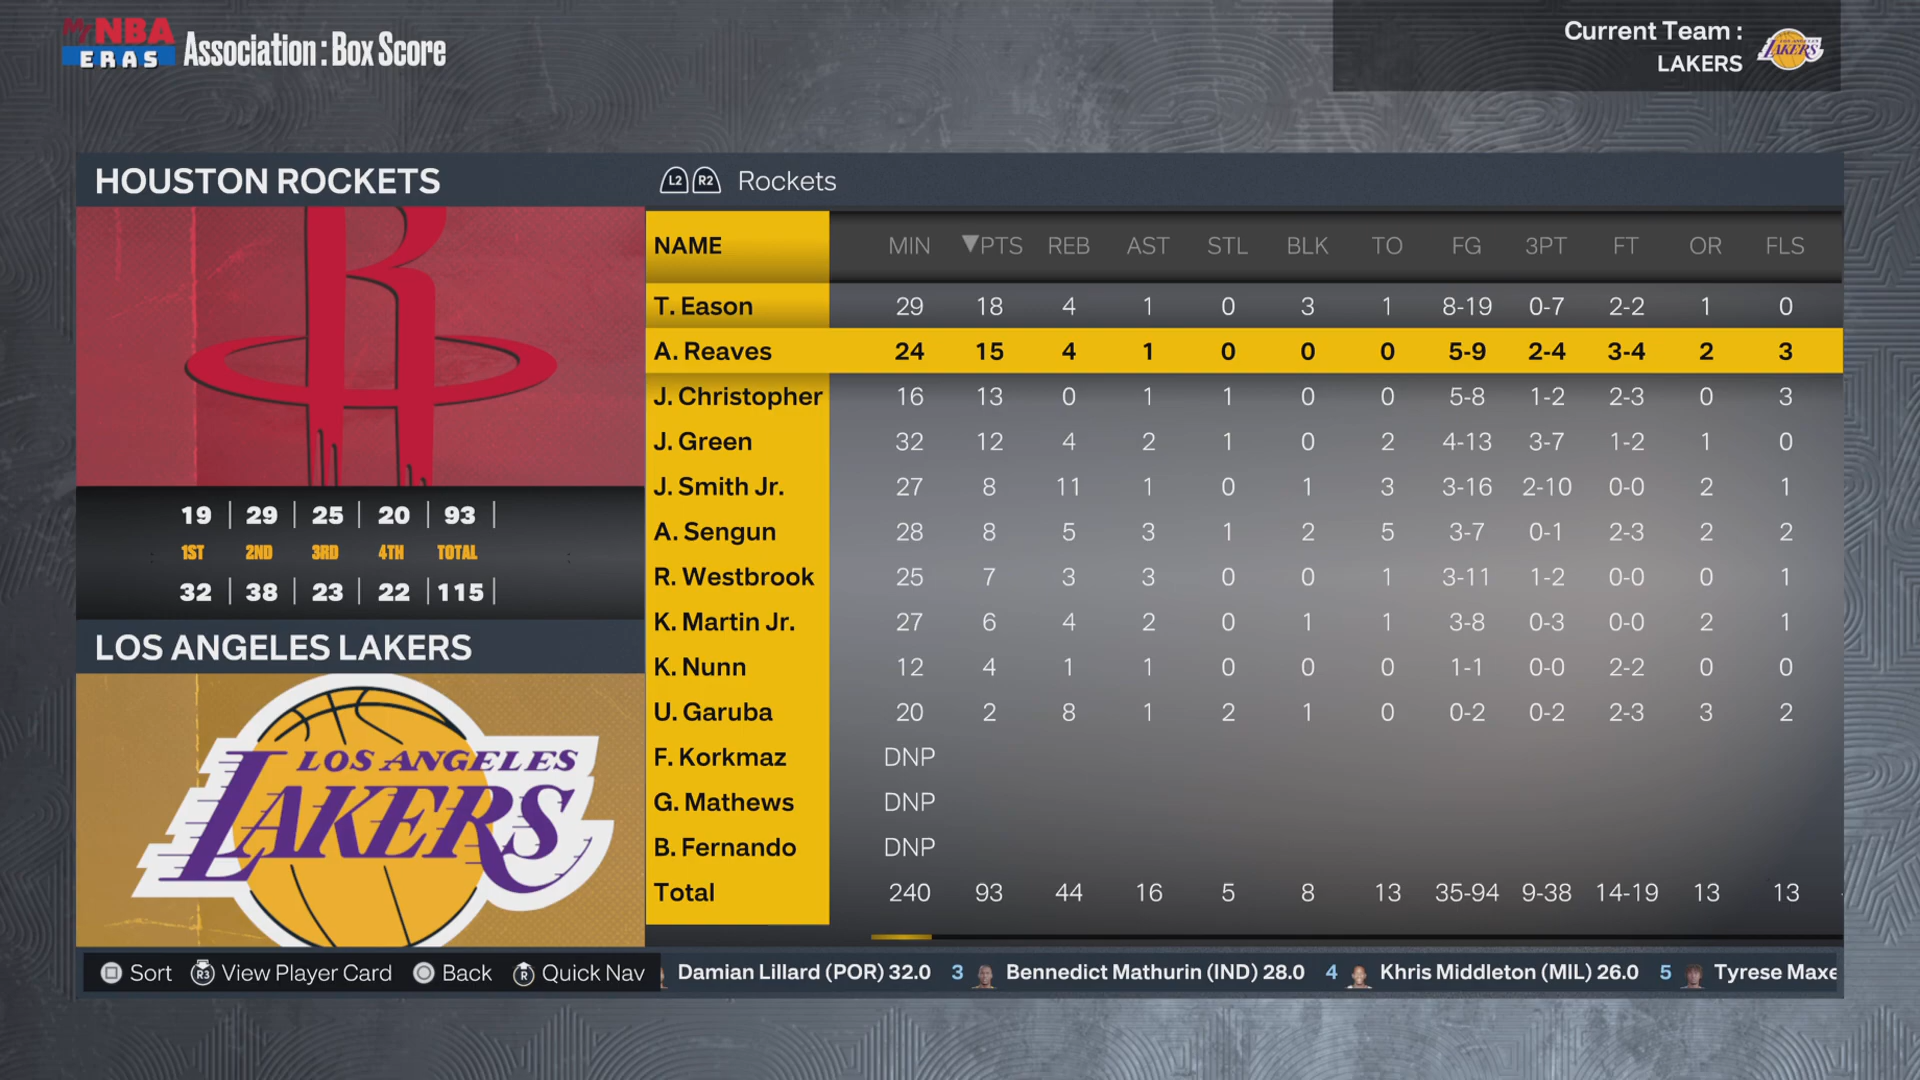 My NBA ERAS Association : Box Score
Current Team :
LAKERS
LAKERS
HOUSTON ROCKETS
L2 R2 Rockets
NAME MIN ▼PTS REB AST STL BLK TO FG 3PT FT OR FLS
T. Eason 29 18 4 1 0 3 1 8-19 0-7 2-2 1 0
A. Reaves 24 15 4 1 0 0 0 5-9 2-4 3-4 2 3
J. Christopher 16 13 0 1 1 0 0 5-8 1-2 2-3 0 3
J. Green 32 12 4 2 1 0 2 4-13 3-7 1-2 1 0
J. Smith Jr. 27 8 11 1 0 1 3 3-16 2-10 0-0 2 1
A. Sengun 28 8 5 3 1 2 5 3-7 0-1 2-3 2 2
R. Westbrook 25 7 3 3 0 0 1 3-11 1-2 0-0 0 1
K. Martin Jr. 27 6 4 2 0 1 1 3-8 0-3 0-0 2 1
K. Nunn 12 4 1 1 0 0 0 1-1 0-0 2-2 0 0
U. Garuba 20 2 8 1 2 1 0 0-2 0-2 2-3 3 2
F. Korkmaz DNP
G. Mathews DNP
B. Fernando DNP
Total 240 93 44 16 5 8 13 35-94 9-38 14-19 13 13
19 | 29 | 25 | 20 | 93 |
1ST 2ND 3RD 4TH TOTAL
32 | 38 | 23 | 22 | 115 |
LOS ANGELES LAKERS
LOS ANGELES
LAKERS
Sort R3 View Player Card Back R Quick Nav
Damian Lillard (POR) 32.0 3 Bennedict Mathurin (IND) 28.0 4 Khris Middleton (MIL) 26.0 5 Tyrese Maxe